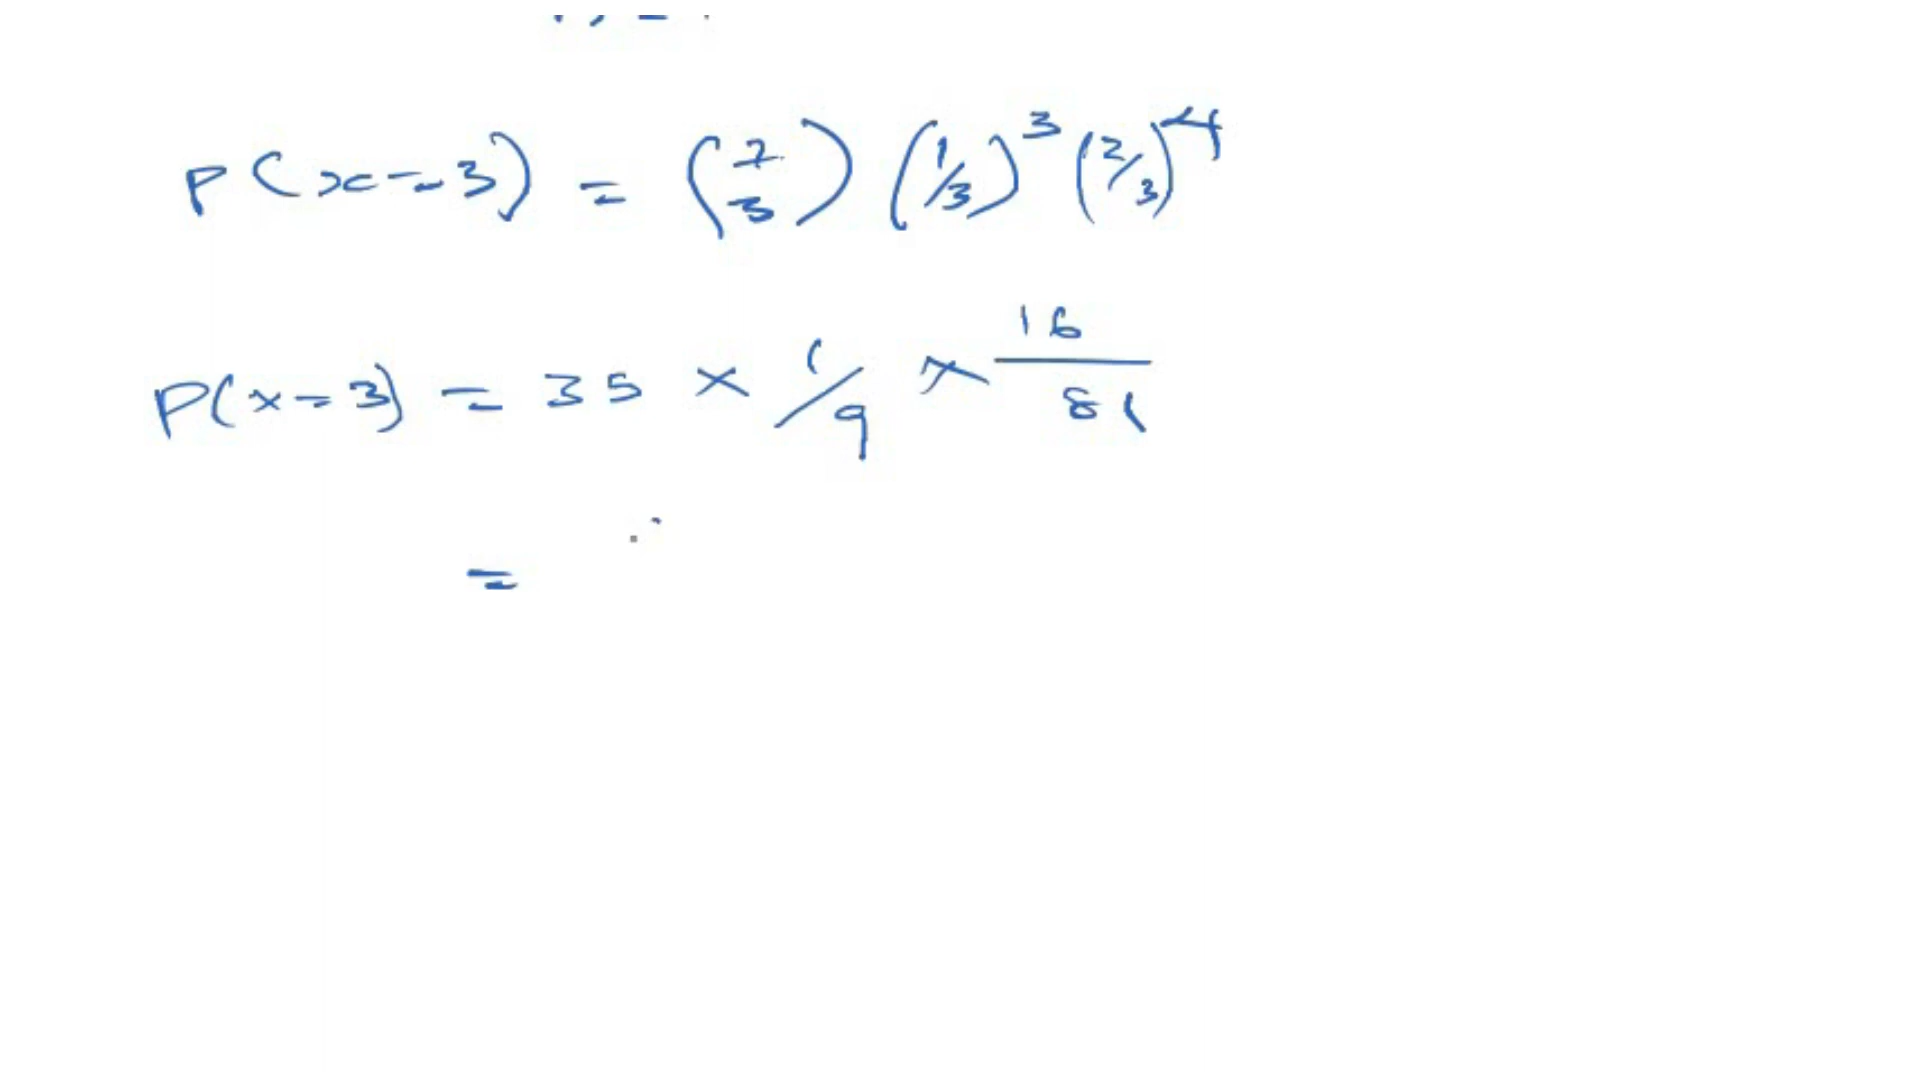 P(x=3) = (7 3) (1/3)^3 (2/3)^4
P(x=3) = 35 × 1/9 × 16/81
=